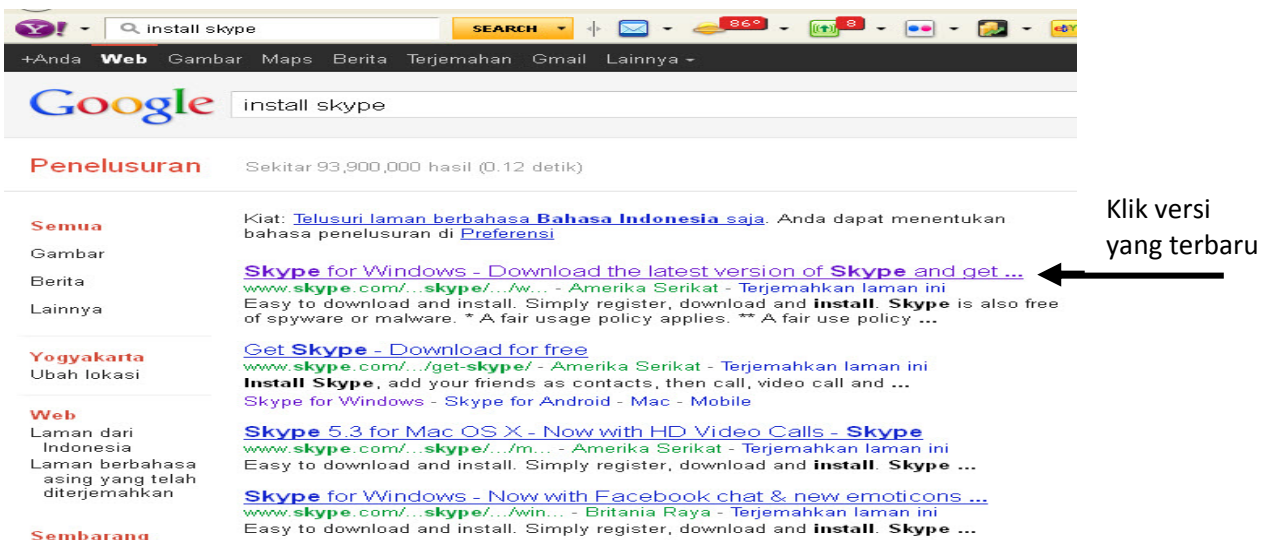 install skype SEARCH 86° 8
+Anda Web Gambar Maps Berita Terjemahan Gmail Lainnya
Google install skype
Penelusuran Sekitar 93,900,000 hasil (0.12 detik)
Semua
Gambar
Berita
Lainnya
Yogyakarta
Ubah lokasi
Web
Laman dari
Indonesia
Laman berbahasa
asing yang telah
diterjemahkan
Sembarang
Kiat: Telusuri laman berbahasa Bahasa Indonesia saja. Anda dapat menentukan
bahasa penelusuran di Preferensi
Skype for Windows - Download the latest version of Skype and get ...
www.skype.com/...skype/.../w... - Amerika Serikat - Terjemahkan laman ini
Easy to download and install. Simply register, download and install. Skype is also free
of spyware or malware. * A fair usage policy applies. ** A fair use policy ...
Get Skype - Download for free
www.skype.com/.../get-skype/ - Amerika Serikat - Terjemahkan laman ini
Install Skype, add your friends as contacts, then call, video call and ...
Skype for Windows - Skype for Android - Mac - Mobile
Skype 5.3 for Mac OS X - Now with HD Video Calls - Skype
www.skype.com/...skype/.../m... - Amerika Serikat - Terjemahkan laman ini
Easy to download and install. Simply register, download and install. Skype ...
Skype for Windows - Now with Facebook chat & new emoticons ...
www.skype.com/...skype/.../win... - Britania Raya - Terjemahkan laman ini
Easy to download and install. Simply register, download and install. Skype ...
Klik versi
yang terbaru